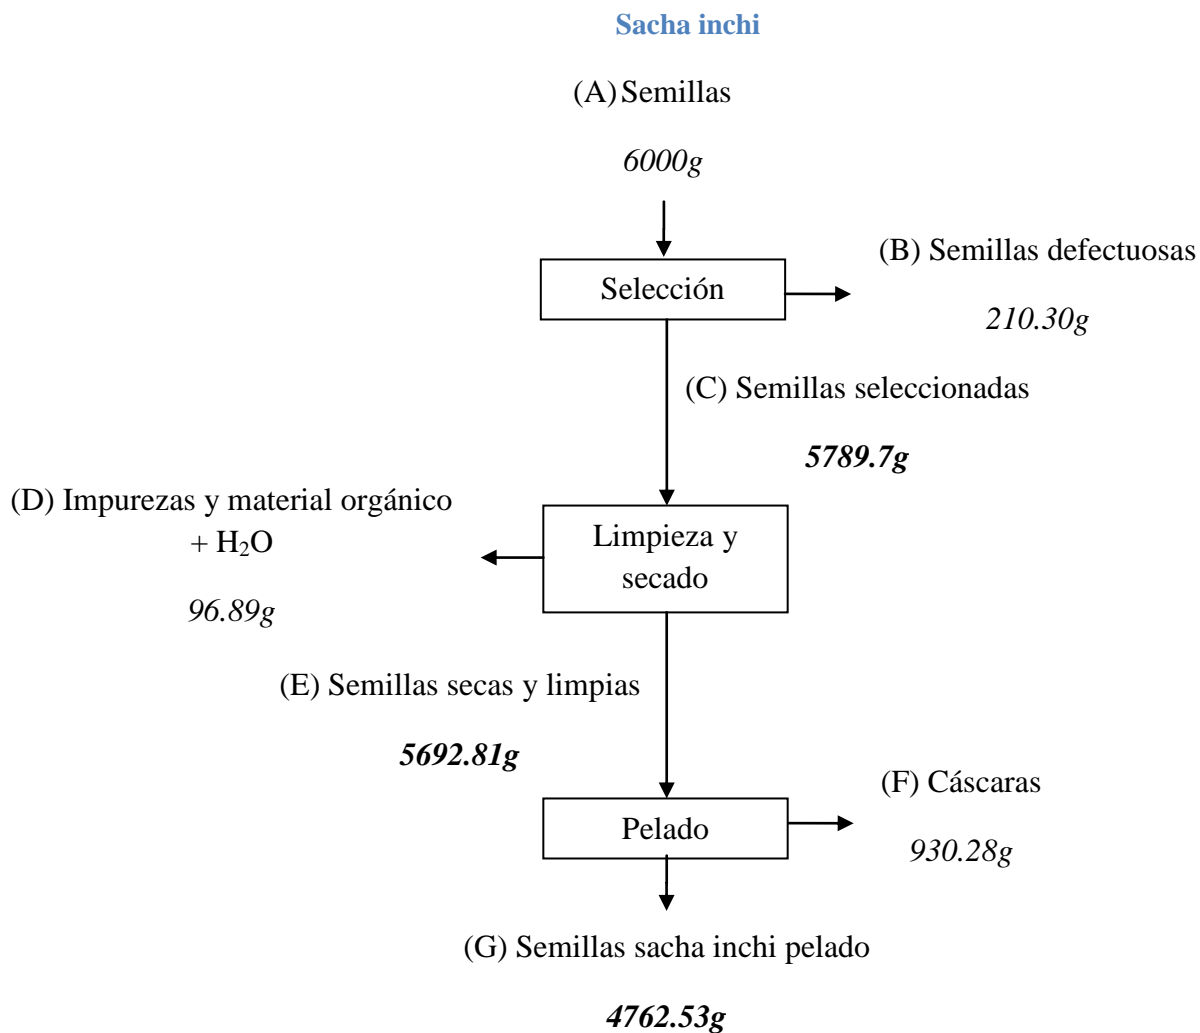 Sacha inchi
(A) Semillas
6000g
Selección
(B) Semillas defectuosas
210.30g
(C) Semillas seleccionadas
5789.7g
(D) Impurezas y material orgánico
+ H₂O
96.89g
Limpieza y
secado
(E) Semillas secas y limpias
5692.81g
Pelado
(F) Cáscaras
930.28g
(G) Semillas sacha inchi pelado
4762.53g